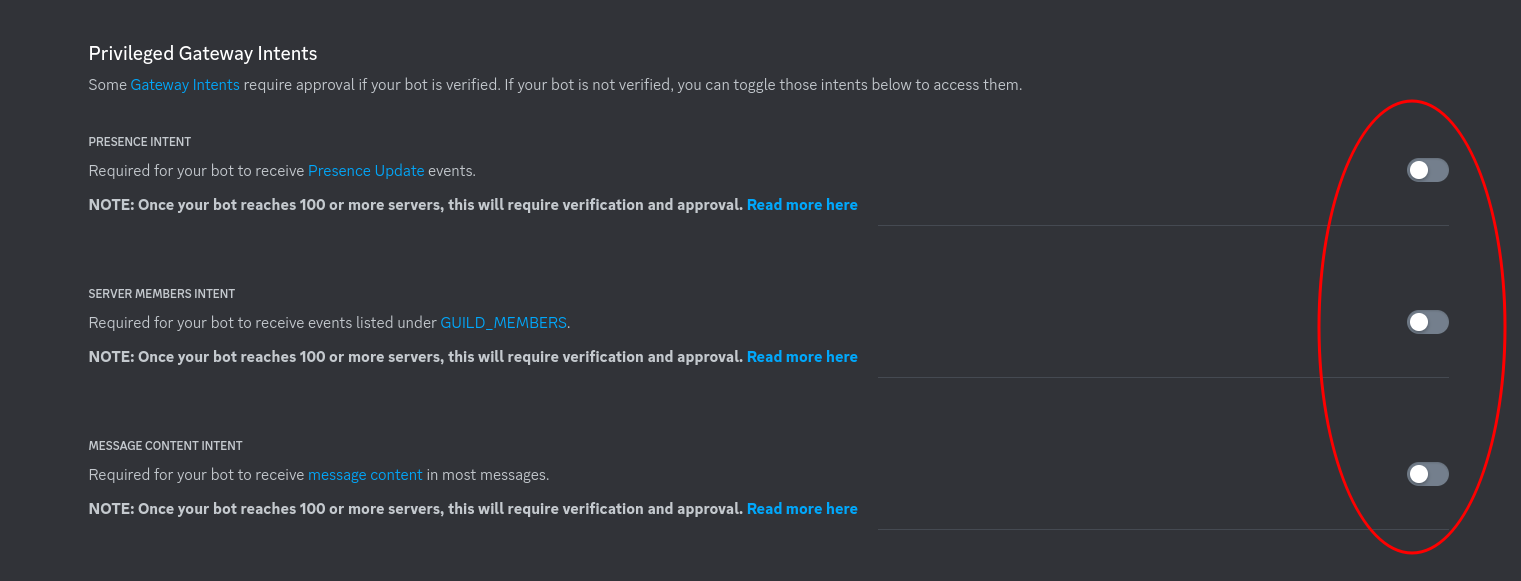 Privileged Gateway Intents
Some Gateway Intents require approval if your bot is verified. If your bot is not verified, you can toggle those intents below to access them.
PRESENCE INTENT
Required for your bot to receive Presence Update events.
NOTE: Once your bot reaches 100 or more servers, this will require verification and approval. Read more here
SERVER MEMBERS INTENT
Required for your bot to receive events listed under GUILD_MEMBERS.
NOTE: Once your bot reaches 100 or more servers, this will require verification and approval. Read more here
MESSAGE CONTENT INTENT
Required for your bot to receive message content in most messages.
NOTE: Once your bot reaches 100 or more servers, this will require verification and approval. Read more here